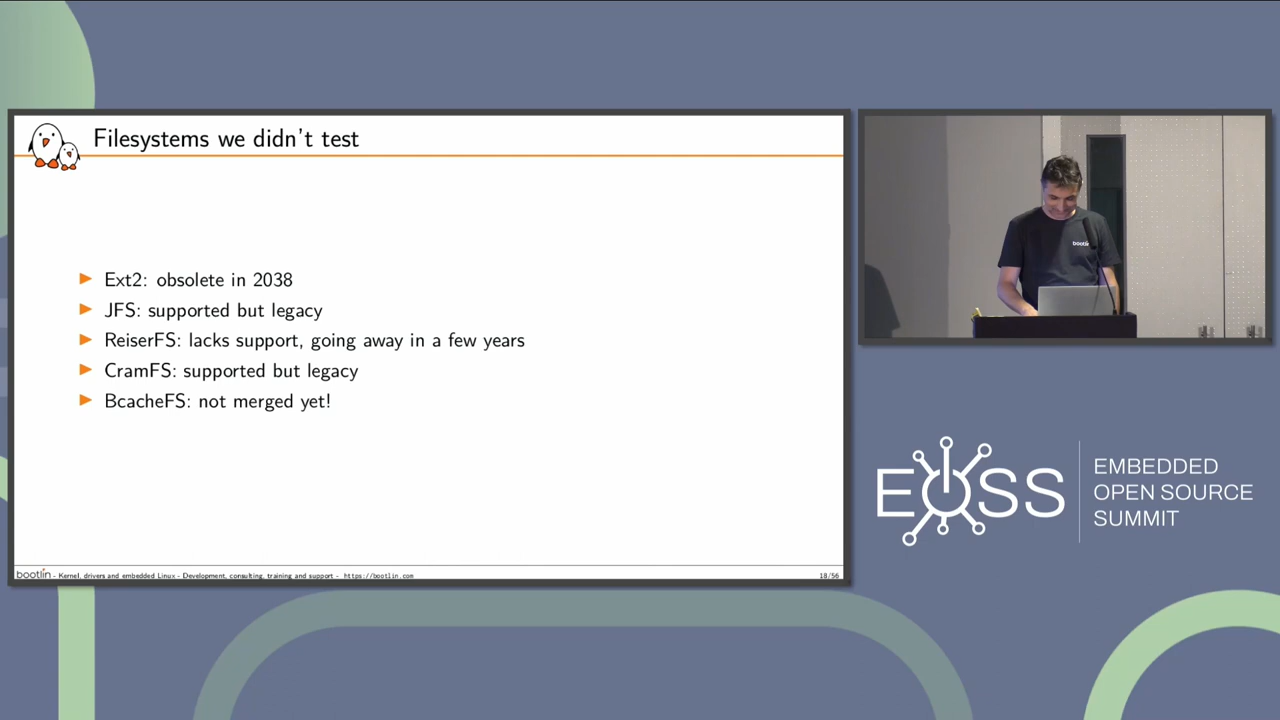 Filesystems we didn't test
Ext2: obsolete in 2038
JFS: supported but legacy
ReiserFS: lacks support, going away in a few years
CramFS: supported but legacy
BcacheFS: not merged yet!
bootlin - Kernel, drivers and embedded Linux - Development, consulting, training and support - https://bootlin.com
18/56
bootlin
EOSS
EMBEDDED
OPEN SOURCE
SUMMIT